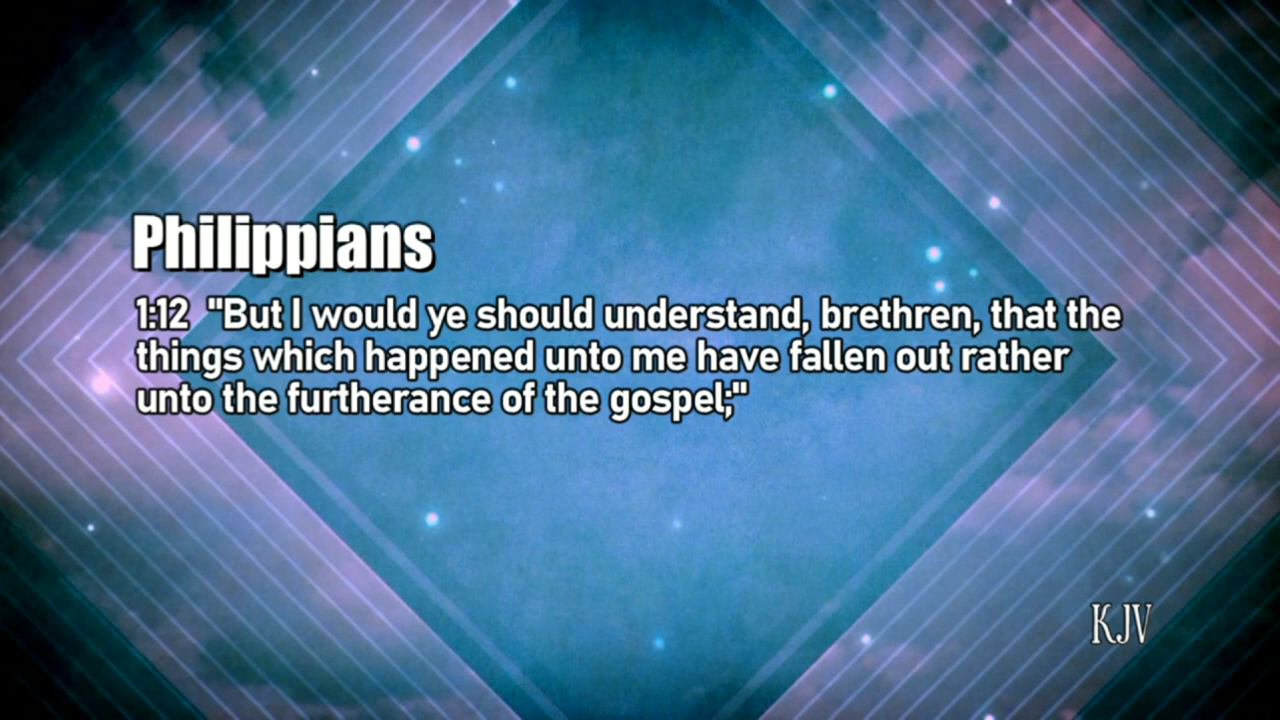 Philippians
1:12 "But I would ye should understand, brethren, that the
things which happened unto me have fallen out rather
unto the furtherance of the gospel;"
KJV